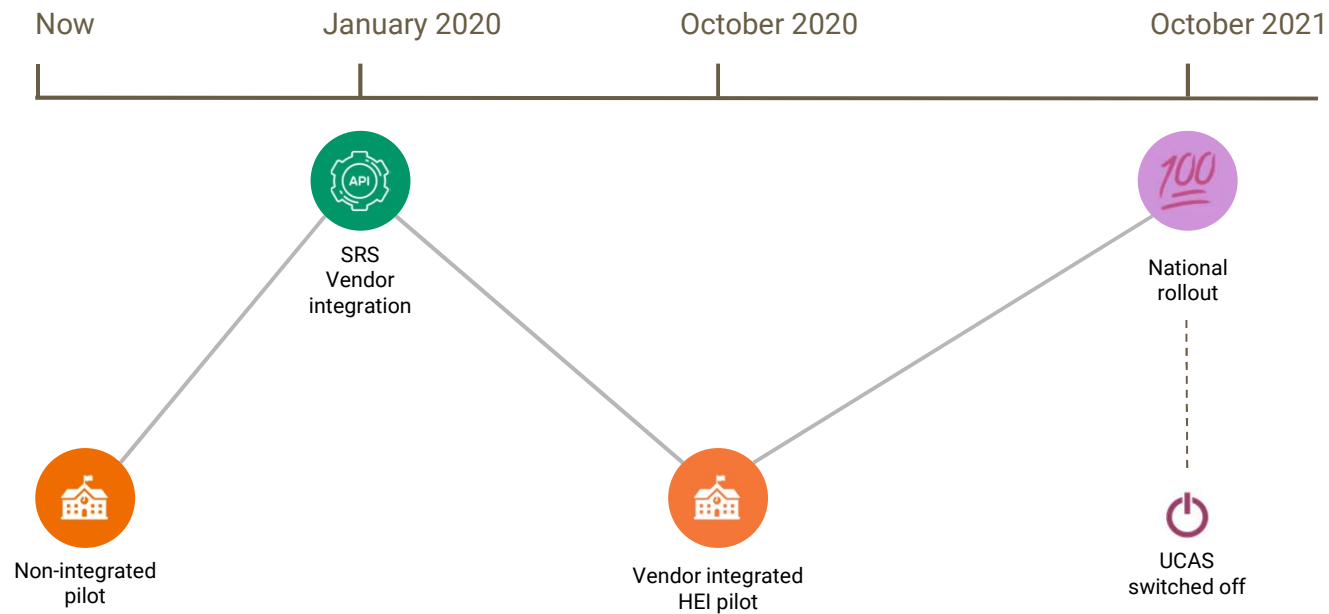 Now
January 2020
October 2020
October 2021
API
100
SRS
Vendor
integration
National
rollout
Non-integrated
pilot
Vendor integrated
HEI pilot
UCAS
switched off